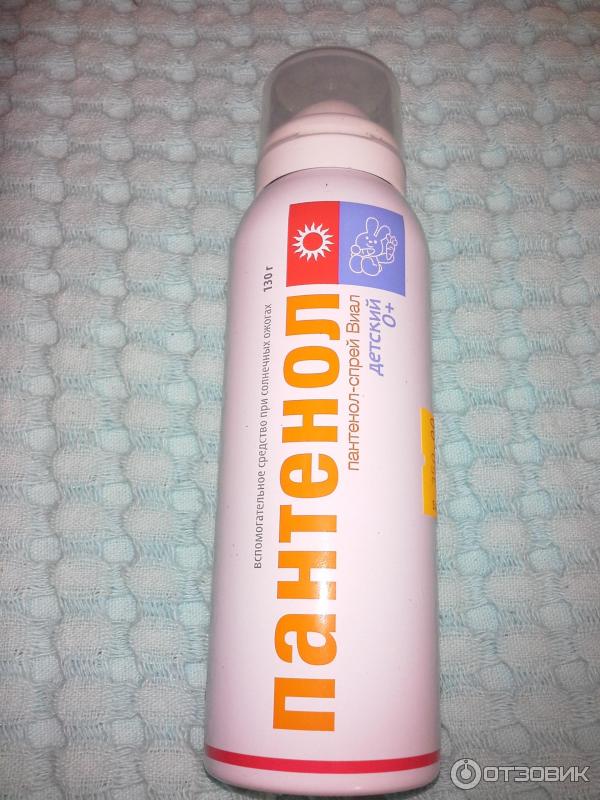 вспомогательное средство при солнечных ожогах 130 г
пантенол
пантенол-спрей Виал
детский
0+
ОТЗОВИК